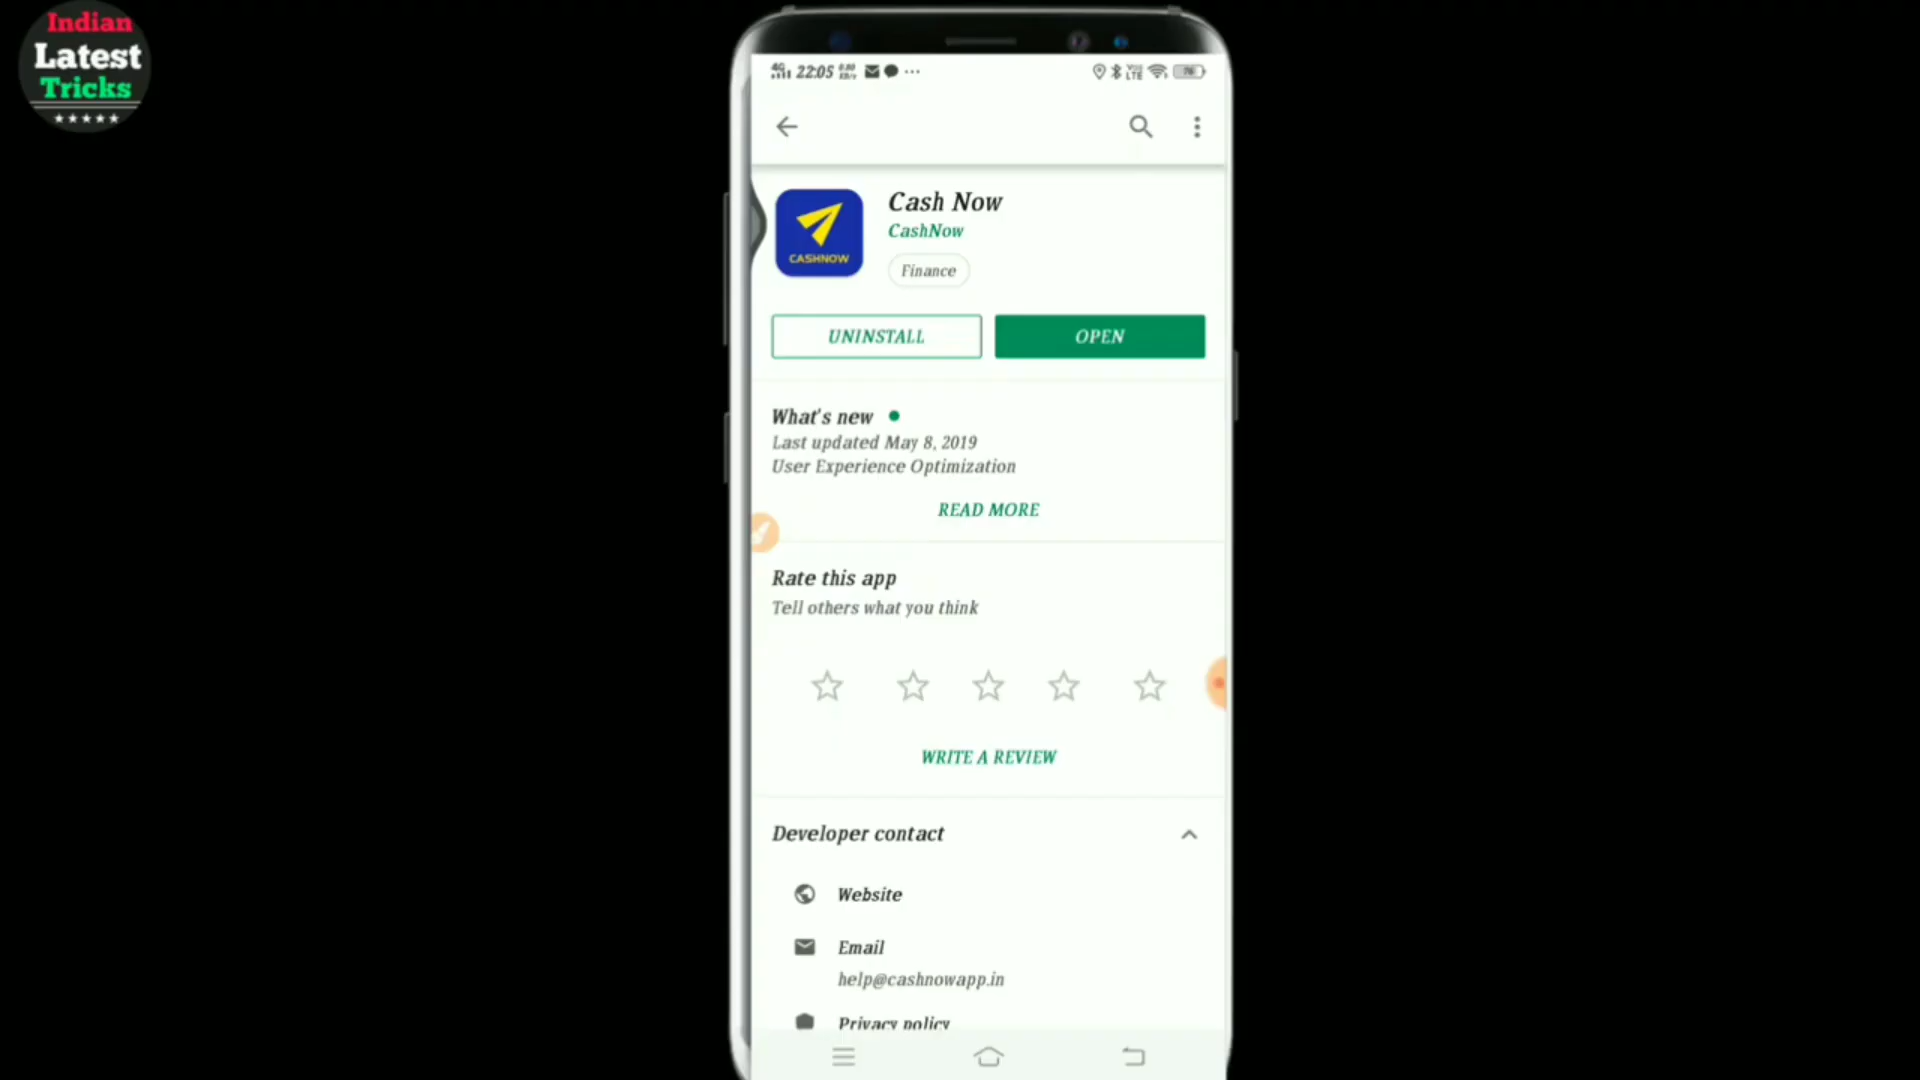 Indian
Latest
Tricks
4G 22:05
Cash Now
CashNow
CASHNOW
Finance
UNINSTALL
OPEN
What's new
Last updated May 8, 2019
User Experience Optimization
READ MORE
Rate this app
Tell others what you think
WRITE A REVIEW
Developer contact
Website
Email
help@cashnowapp.in
Privacy policy